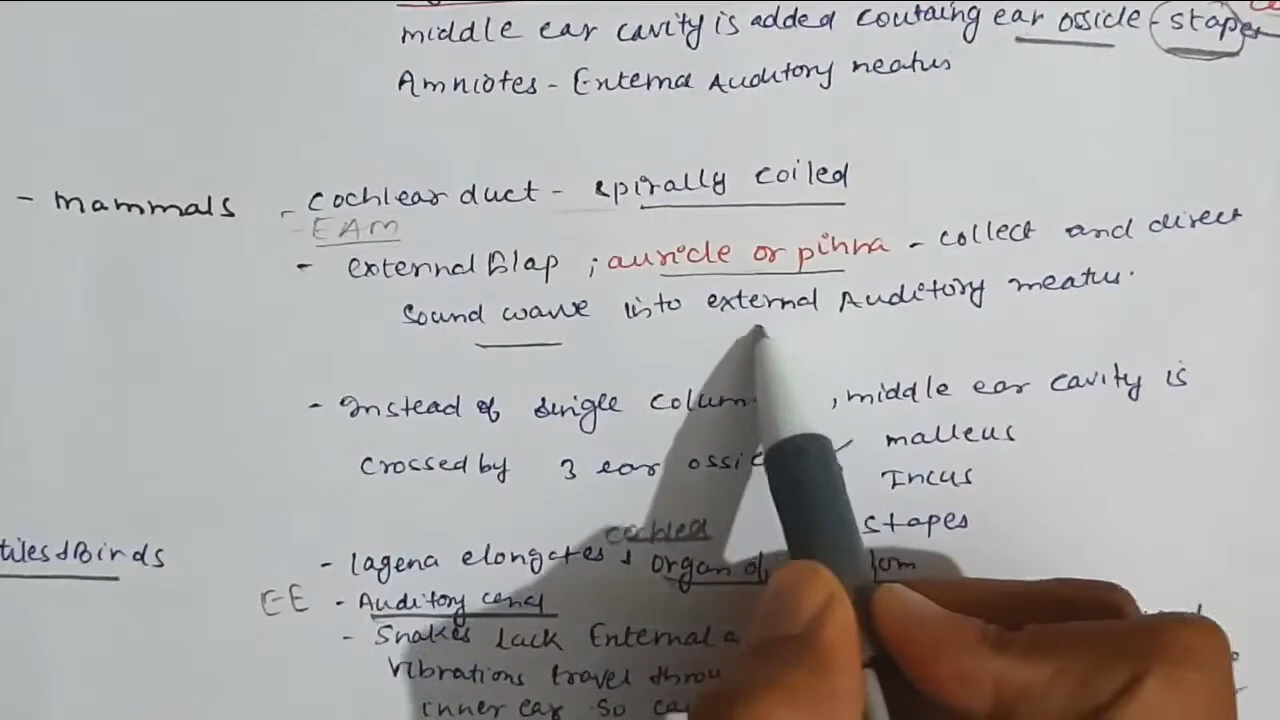 middle ear cavity is added containg ear ossicle - stapes
Amniotes - External Auditory meatus
- mammals - cochlear duct - spirally coiled
- EAM
- external flap ; auricle or pinna - collect and direct
sound wave into external Auditory meatus.
- Instead of single colum , middle ear cavity is
crossed by 3 ear ossic malleus
Incus
stapes
tiles & Birds - lagena elongates & cochlea organ of
EE - Auditory canal
- Snakes Lack External a
vibrations travel throu
inner ear so ca